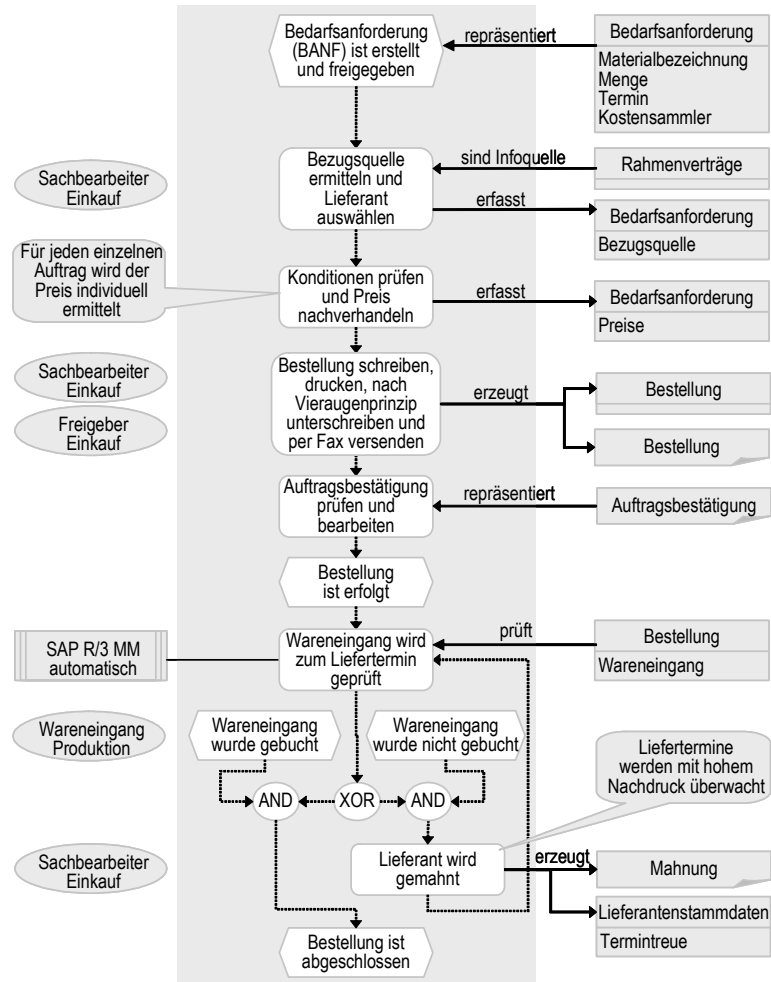 Bedarfsanforderung
(BANF) ist erstellt
und freigegeben
repräsentiert
Bedarfsanforderung
Materialbezeichnung
Menge
Termin
Kostensammler
Sachbearbeiter
Einkauf
Bezugsquelle
ermitteln und
Lieferant
auswählen
sind Infoquelle
Rahmenverträge
erfasst
Bedarfsanforderung
Bezugsquelle
Für jeden einzelnen
Auftrag wird der
Preis individuell
ermittelt
Konditionen prüfen
und Preis
nachverhandeln
erfasst
Bedarfsanforderung
Preise
Sachbearbeiter
Einkauf
Freigeber
Einkauf
Bestellung schreiben,
drucken, nach
Vieraugenprinzip
unterschreiben und
per Fax versenden
erzeugt
Bestellung
Bestellung
Auftragsbestätigung
prüfen und
bearbeiten
repräsentiert
Auftragsbestätigung
Bestellung
ist erfolgt
SAP R/3 MM
automatisch
Wareneingang wird
zum Liefertermin
geprüft
prüft
Bestellung
Wareneingang
Wareneingang
Produktion
Wareneingang
wurde gebucht
Wareneingang
wurde nicht gebucht
Liefertermine
werden mit hohem
Nachdruck überwacht
AND
XOR
AND
Sachbearbeiter
Einkauf
Lieferant wird
gemahnt
erzeugt
Mahnung
Lieferantenstammdaten
Termintreue
Bestellung ist
abgeschlossen